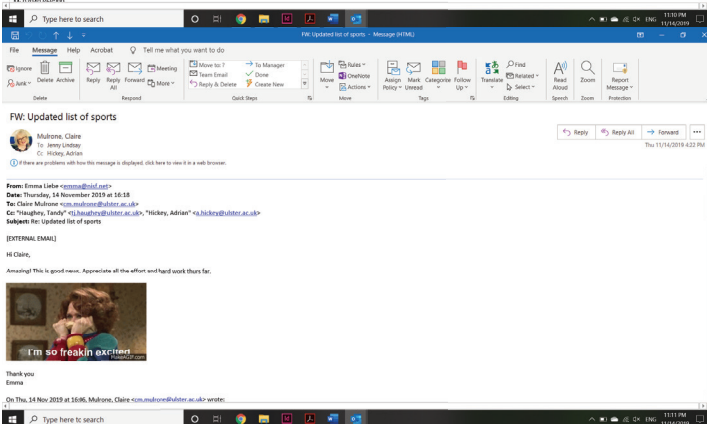 Type here to search
ENG
11:10 PM
11/14/2019
FW: Updated list of sports - Message (HTML)
File Message Help Acrobat Tell me what you want to do
Ignore
Junk
Delete
Archive
Reply
Reply All
Forward
Meeting
More
Move to: ?
Team Email
Reply & Delete
To Manager
Done
Create New
Move
Rules
OneNote
Actions
Assign Policy
Mark Unread
Categorize
Follow Up
Translate
Find
Related
Select
Read Aloud
Zoom
Report Message
Delete Respond Quick Steps Move Tags Editing Speech Zoom Protection
FW: Updated list of sports
Mulrone, Claire
To Jenny Lindsay
Cc Hickey, Adrian
Reply Reply All Forward
Thu 11/14/2019 4:22 PM
If there are problems with how this message is displayed, click here to view it in a web browser.
From: Emma Liebe <emma@nisf.net>
Date: Thursday, 14 November 2019 at 16:18
To: Claire Mulrone <cm.mulrone@ulster.ac.uk>
Cc: "Haughey, Tandy" <tj.haughey@ulster.ac.uk>, "Hickey, Adrian" <a.hickey@ulster.ac.uk>
Subject: Re: Updated list of sports
[EXTERNAL EMAIL]
Hi Claire,
Amazing! This is good news. Appreciate all the effort and hard work thurs far.
I'm so freakin excited
MakeAGIF.com
Thank you
Emma
On Thu, 14 Nov 2019 at 16:06, Mulrone, Claire <cm.mulrone@ulster.ac.uk> wrote:
Type here to search
ENG
11:11 PM
11/14/2019